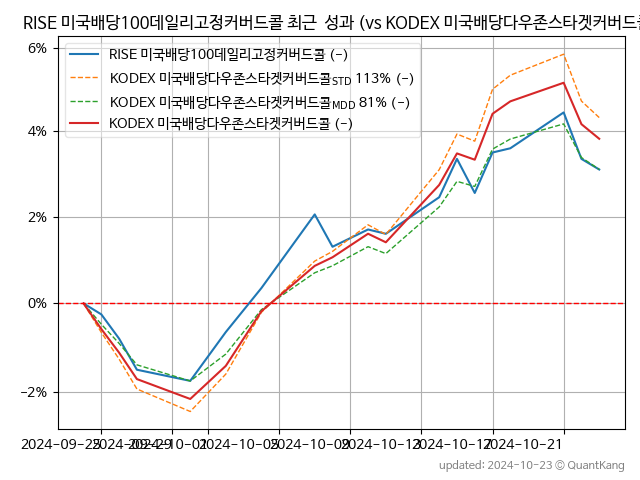 RISE 미국배당100데일리고정커버드콜 최근 성과 (vs KODEX 미국배당다우존스타겟커버드콜
RISE 미국배당100데일리고정커버드콜 (-)
KODEX 미국배당다우존스타겟커버드콜STD 113% (-)
KODEX 미국배당다우존스타겟커버드콜MDD 81% (-)
KODEX 미국배당다우존스타겟커버드콜 (-)
6%
4%
2%
0%
−2%
2024-09-25
2024-09-29
2024-10-01
2024-10-05
2024-10-09
2024-10-13
2024-10-17
2024-10-21
updated: 2024-10-23 ⓒ QuantKang